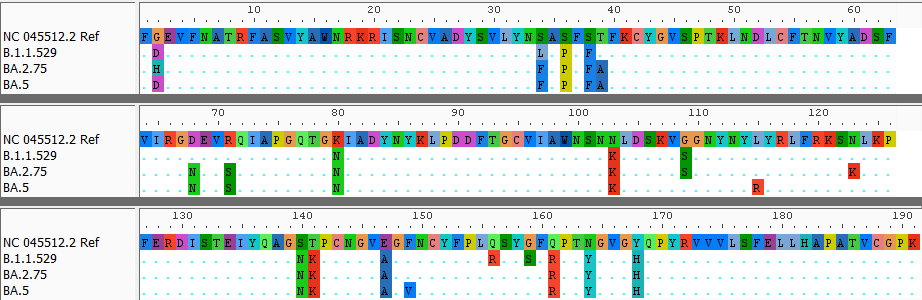 10 20 30 40 50 60
NC 045512.2 Ref FGEVFNATRFASVYAWNRKRISNCVADYSVLYNSASFSTFKCYGVSPTKLNDLCFTNVYADSF
B.1.1.529 D L P F
BA.2.75 H F P F A
BA.5 D F P F A
70 80 90 100 110 120
NC 045512.2 Ref VIRGDEVRQIAPGQTGKIADYNYKLPDDFTGCVIAWNSNNLDSKVGGNYNYLYRLFRKSNLKP
B.1.1.529 N K S
BA.2.75 N S N K S K
BA.5 N S N K R
130 140 150 160 170 180 190
NC 045512.2 Ref FERDISTEIYQAGSTPCNGVEGFNCYFPLQSYGFQPTNGVGYQPYRVVVLSFELLHAPATVCGPK
B.1.1.529 N K A R S R Y H
BA.2.75 N K A R Y H
BA.5 N K A V R Y H